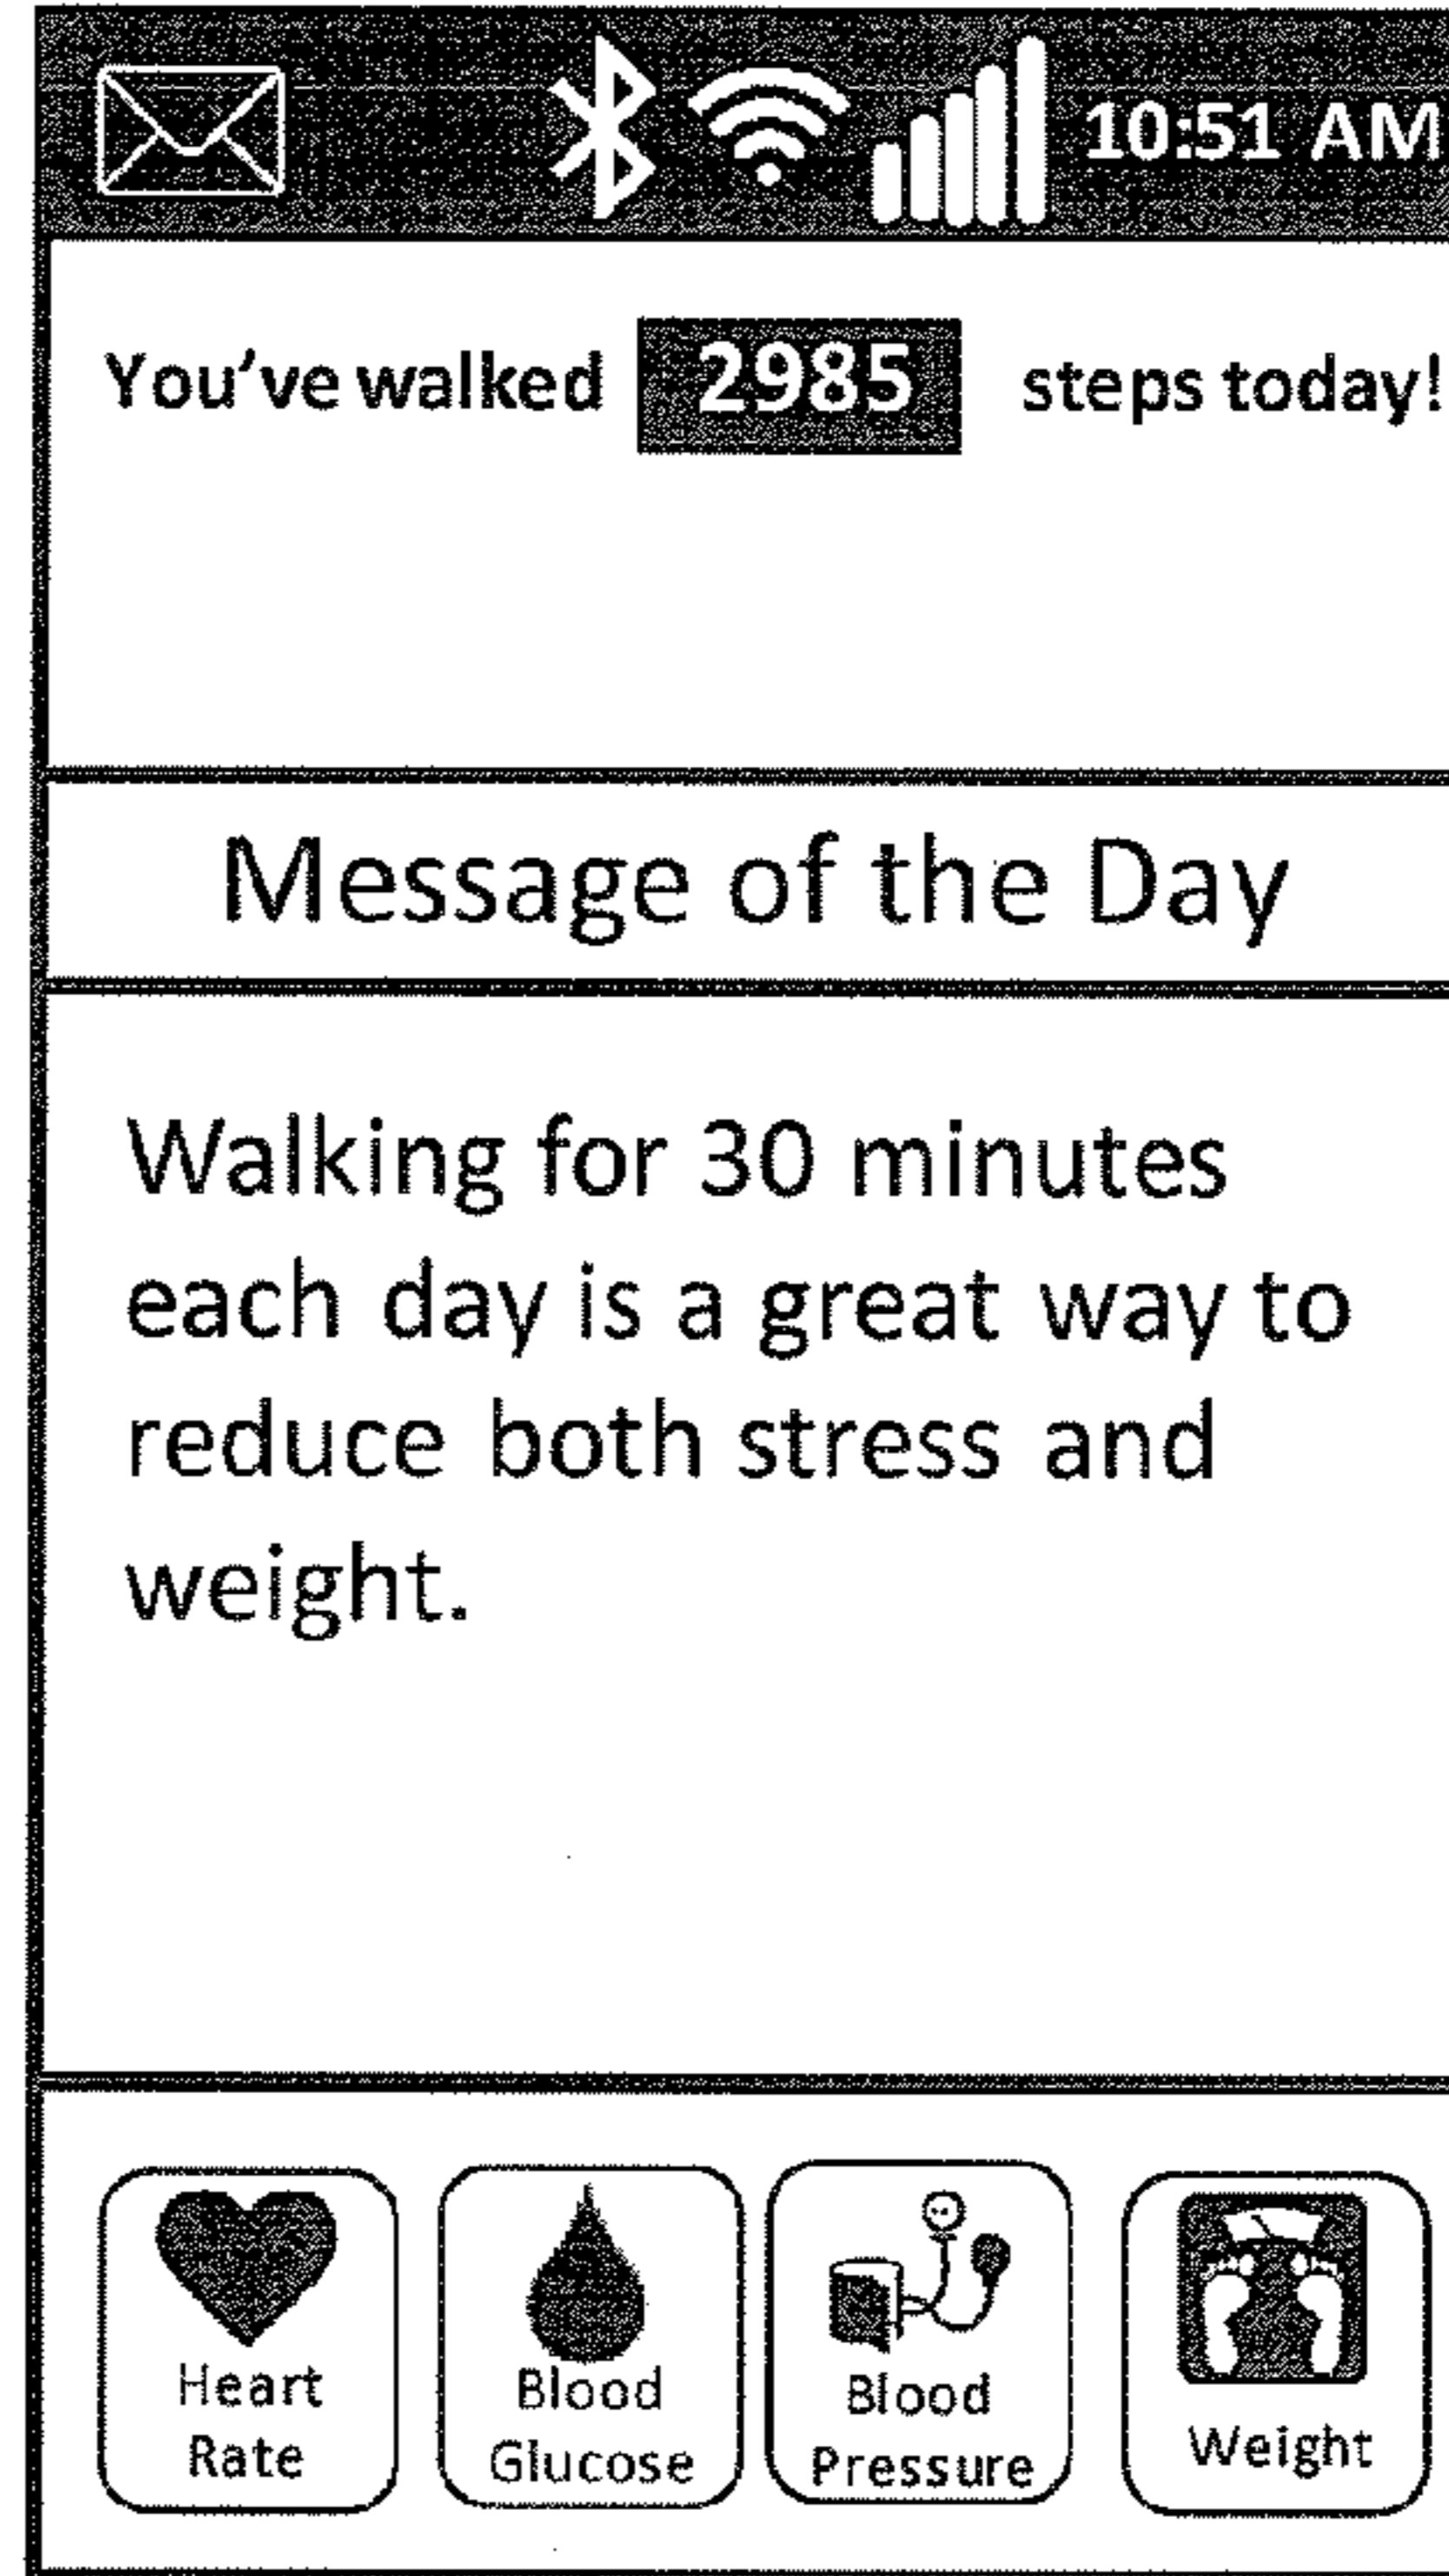 10:51 AM
You've walked 2985 steps today!
Message of the Day
Walking for 30 minutes
each day is a great way to
reduce both stress and
weight.
Heart
Rate
Blood
Glucose
Blood
Pressure
Weight